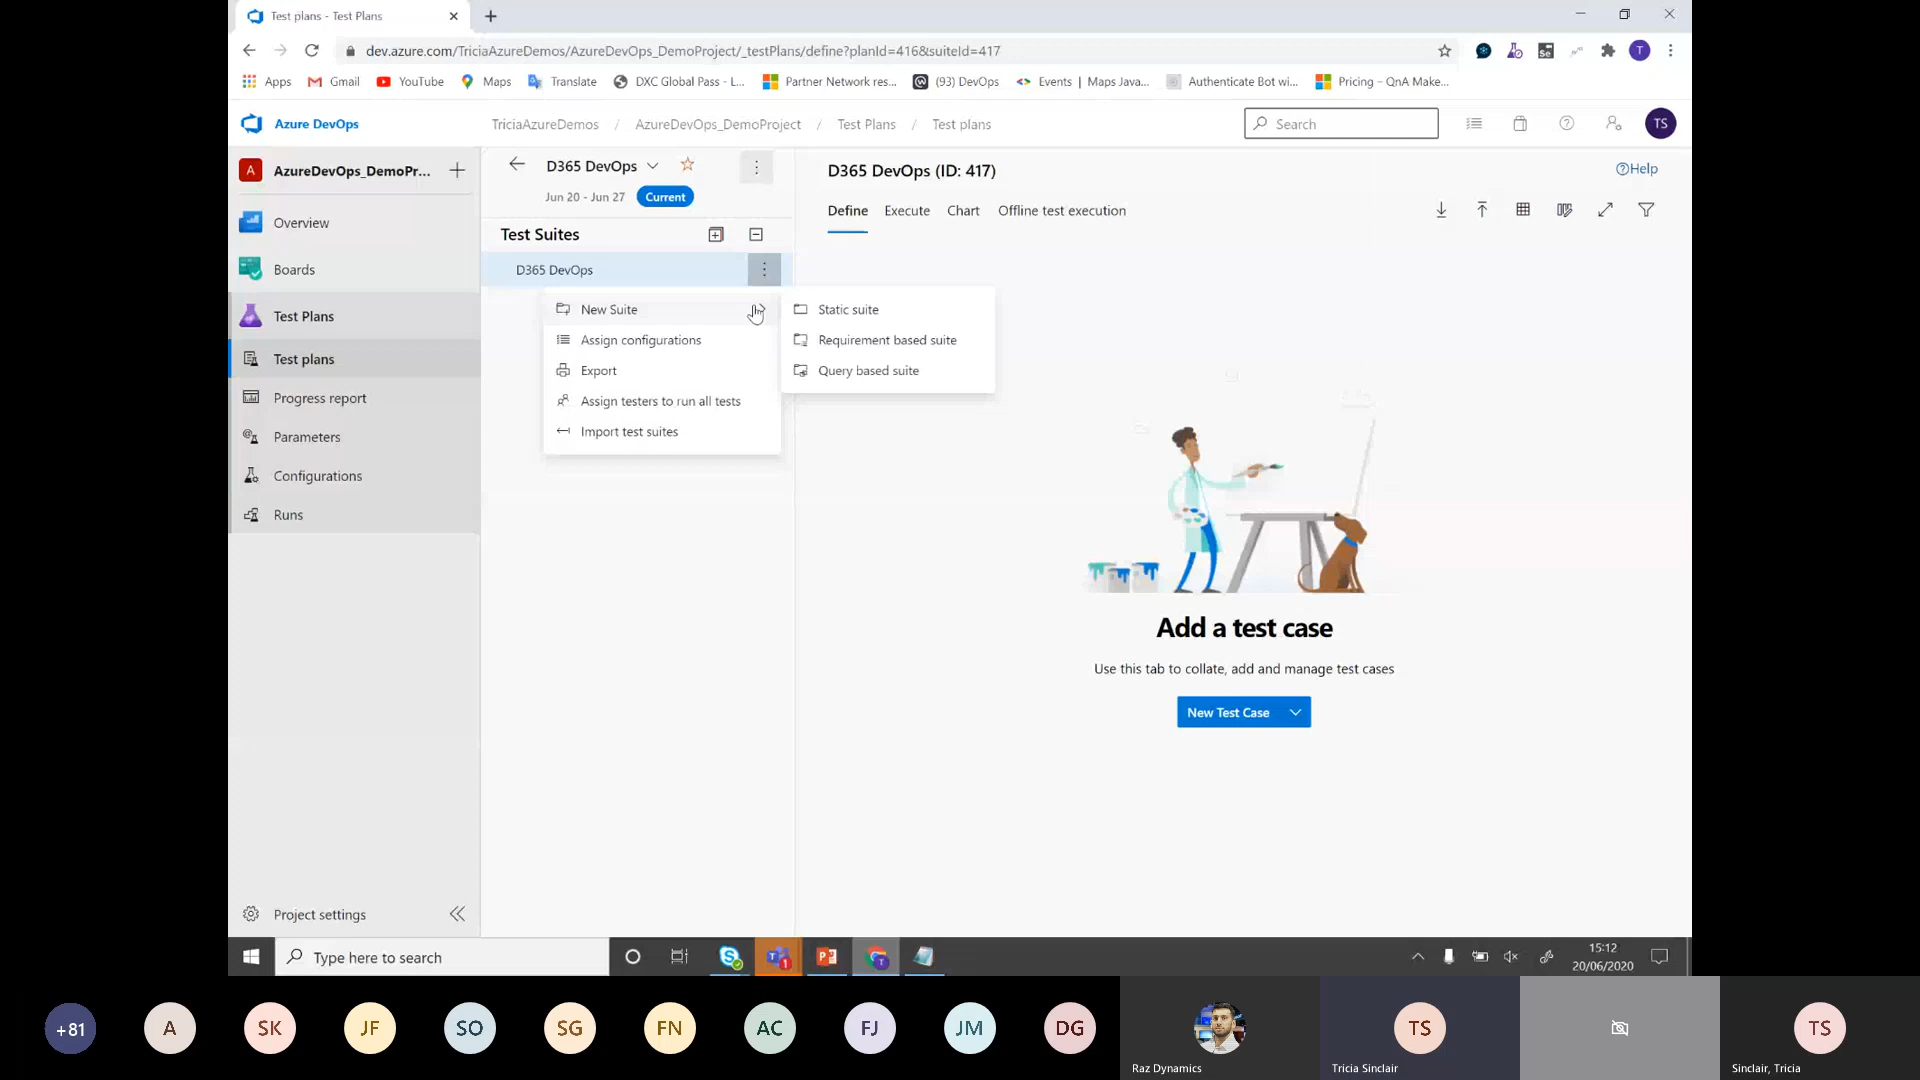 Test plans - Test Plans
dev.azure.com/TriciaAzureDemos/AzureDevOps_DemoProject/_testPlans/define?planId=416&suiteId=417
T
Apps
Gmail
YouTube
Maps
Translate
DXC Global Pass - L...
Partner Network res...
(93) DevOps
Events | Maps Java...
Authenticate Bot wi...
Pricing – QnA Make...
Azure DevOps
TriciaAzureDemos / AzureDevOps_DemoProject / Test Plans / Test plans
Search
TS
A
AzureDevOps_DemoPr...
Overview
Boards
Test Plans
Test plans
Progress report
Parameters
Configurations
Runs
Project settings
D365 DevOps
Jun 20 - Jun 27
Current
Test Suites
D365 DevOps
New Suite
Assign configurations
Export
Assign testers to run all tests
Import test suites
Static suite
Requirement based suite
Query based suite
D365 DevOps (ID: 417)
Help
Define
Execute
Chart
Offline test execution
Add a test case
Use this tab to collate, add and manage test cases
New Test Case
Type here to search
15:12
20/06/2020
+81
A
SK
JF
SO
SG
FN
AC
FJ
JM
DG
Raz Dynamics
TS
Tricia Sinclair
TS
Sinclair, Tricia